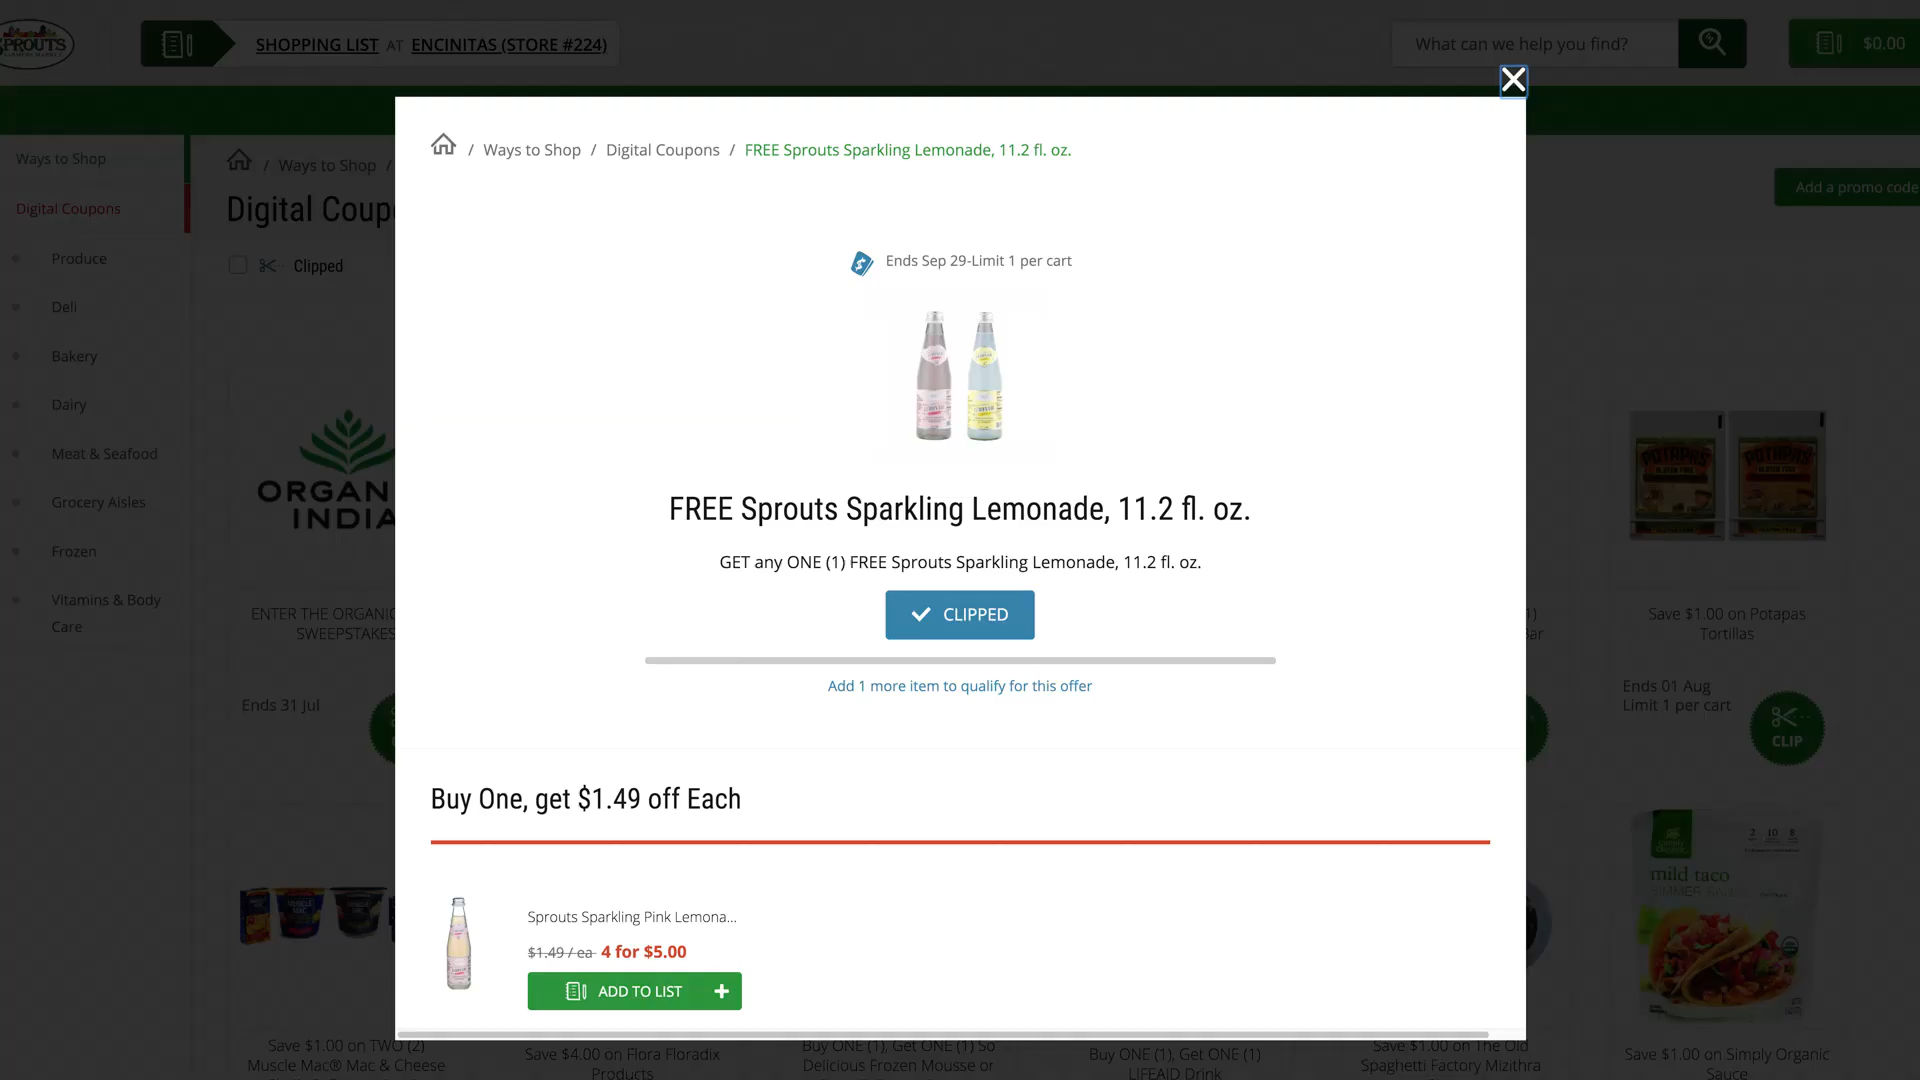 SPROUTS
SHOPPING LIST AT ENCINITAS (STORE #224)
What can we help you find?
$0.00
Ways to Shop
Digital Coupons
Produce
Deli
Bakery
Dairy
Meat & Seafood
Grocery Aisles
Frozen
Vitamins & Body
Care
/ Ways to Shop /
Digital Coup
Clipped
Add a promo code
/ Ways to Shop / Digital Coupons / FREE Sprouts Sparkling Lemonade, 11.2 fl. oz.
Ends Sep 29-Limit 1 per cart
FREE Sprouts Sparkling Lemonade, 11.2 fl. oz.
GET any ONE (1) FREE Sprouts Sparkling Lemonade, 11.2 fl. oz.
CLIPPED
Add 1 more item to qualify for this offer
Buy One, get $1.49 off Each
Sprouts Sparkling Pink Lemona...
$1.49 / ea 4 for $5.00
ADD TO LIST
ORGAN
INDIA
ENTER THE ORGANIC
SWEEPSTAKES
Ends 31 Jul
POTAPAS
POTAPAS
Save $1.00 on Potapas
Tortillas
Ends 01 Aug
Limit 1 per cart
CLIP
mild taco
SIMMER SAUCE
Save $1.00 on TWO (2)
Muscle Mac® Mac & Cheese
Save $4.00 on Flora Floradix
Products
Buy ONE (1), Get ONE (1) So
Delicious Frozen Mousse or
Buy ONE (1), Get ONE (1)
LIFEAID Drink
Save $1.00 on The Old
Spaghetti Factory Mizithra
Save $1.00 on Simply Organic
Sauce